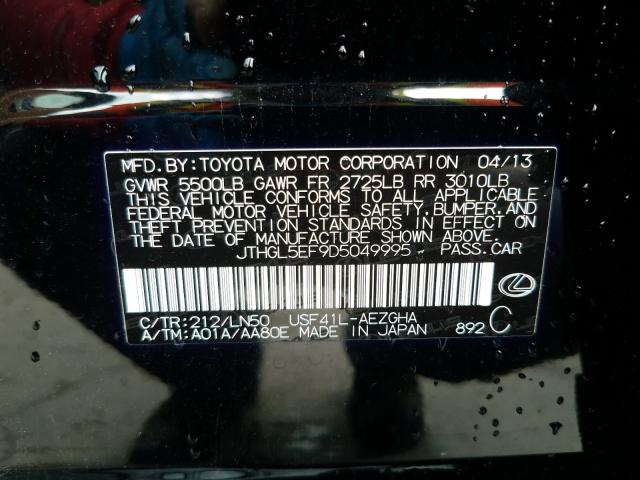 MFD.BY:TOYOTA MOTOR CORPORATION 04/13
GVWR 5500LB GAWR FR 2725LB RR 3010LB
THIS VEHICLE CONFORMS TO ALL APPLICABLE
FEDERAL MOTOR VEHICLE SAFETY,BUMPER,AND
THEFT PREVENTION STANDARDS IN EFFECT ON
THE DATE OF MANUFACTURE SHOWN ABOVE.
JTHGL5EF9D5049995 PASS.CAR
C/TR:212/LN50 USF41L-AEZGHA
A/TM:A01A/AA80E MADE IN JAPAN 892 C